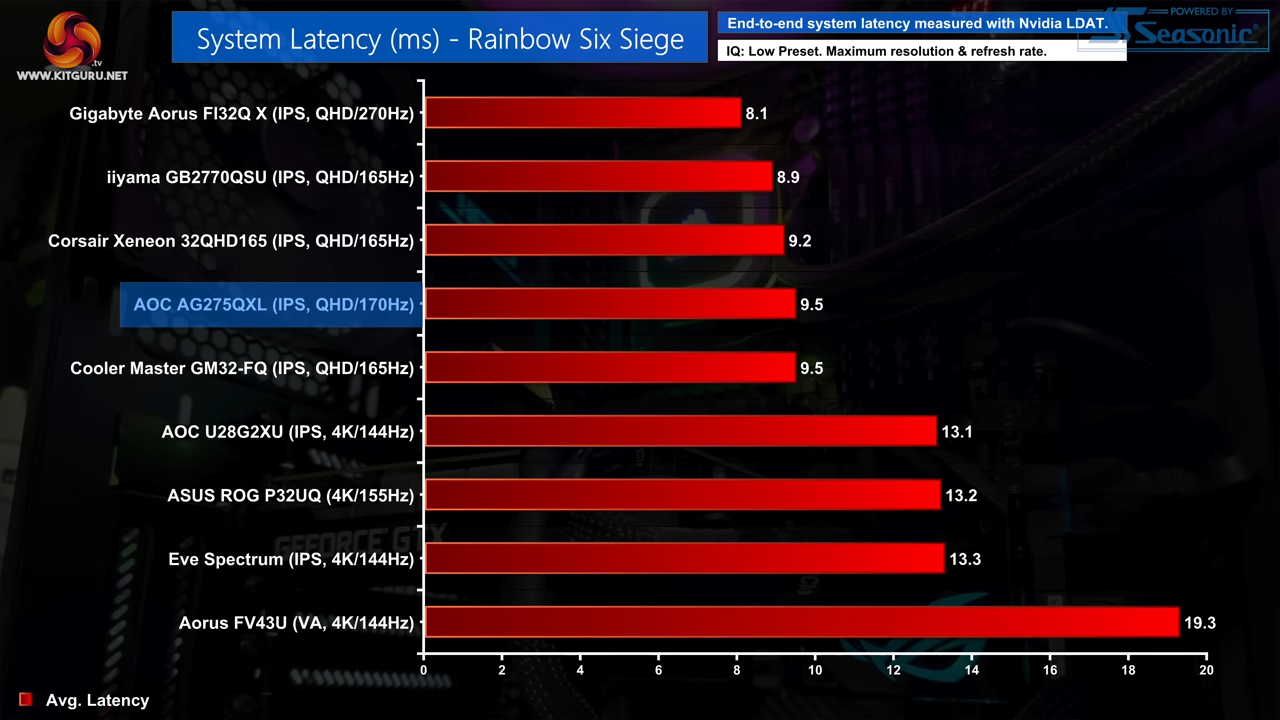 System Latency (ms) - Rainbow Six Siege
End-to-end system latency measured with Nvidia LDAT.
IQ: Low Preset. Maximum resolution & refresh rate.
POWERED BY
Seasonic
.tv
WWW.KITGURU.NET
Gigabyte Aorus FI32Q X (IPS, QHD/270Hz) 8.1
iiyama GB2770QSU (IPS, QHD/165Hz) 8.9
Corsair Xeneon 32QHD165 (IPS, QHD/165Hz) 9.2
AOC AG275QXL (IPS, QHD/170Hz) 9.5
Cooler Master GM32-FQ (IPS, QHD/165Hz) 9.5
AOC U28G2XU (IPS, 4K/144Hz) 13.1
ASUS ROG P32UQ (4K/155Hz) 13.2
GEFORCE GTX
Eve Spectrum (IPS, 4K/144Hz) 13.3
Aorus FV43U (VA, 4K/144Hz) 19.3
0 2 4 6 8 10 12 14 16 18 20
Avg. Latency